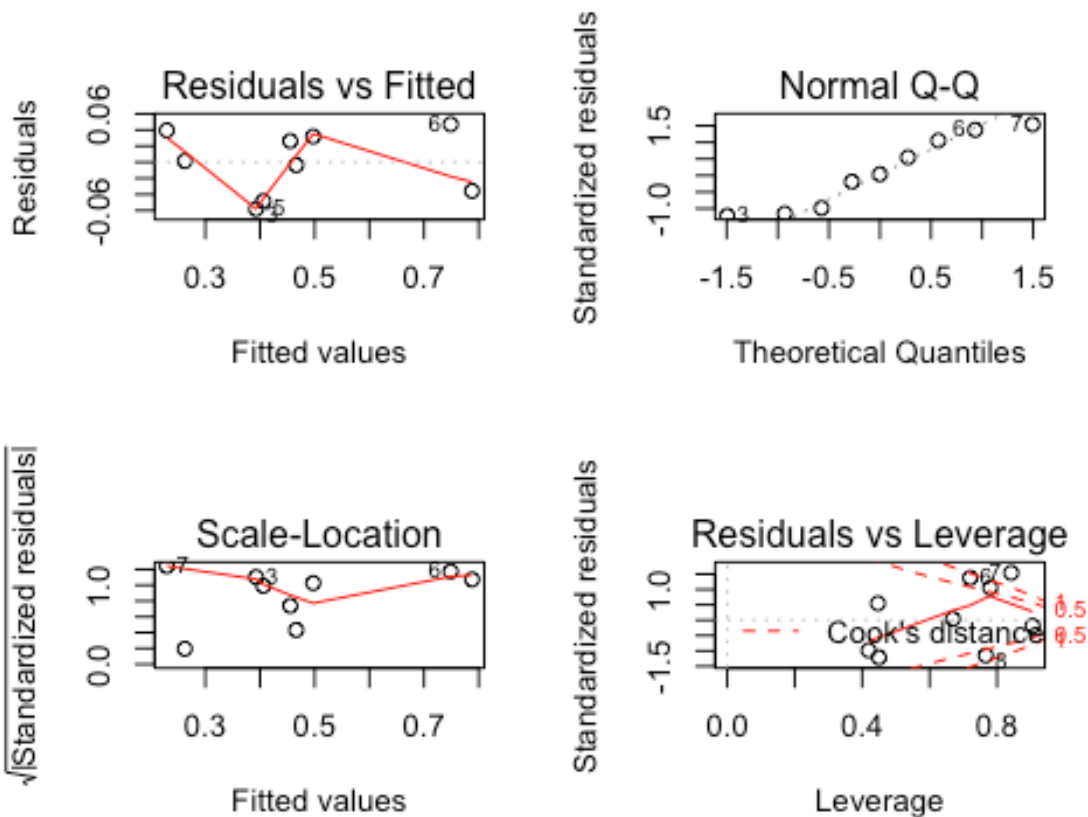 Residuals vs Fitted
Residuals
0.06
-0.06
6
5
0.3 0.5 0.7
Fitted values
Normal Q-Q
Standardized residuals
1.5
-1.0
6
7
3
-1.5 -0.5 0.5 1.5
Theoretical Quantiles
Scale-Location
√|Standardized residuals|
1.0
0.0
7
3
6
0.3 0.5 0.7
Fitted values
Residuals vs Leverage
Standardized residuals
1.0
-1.5
7
6
8
Cook's distance
1
0.5
0.5
1
0.0 0.4 0.8
Leverage